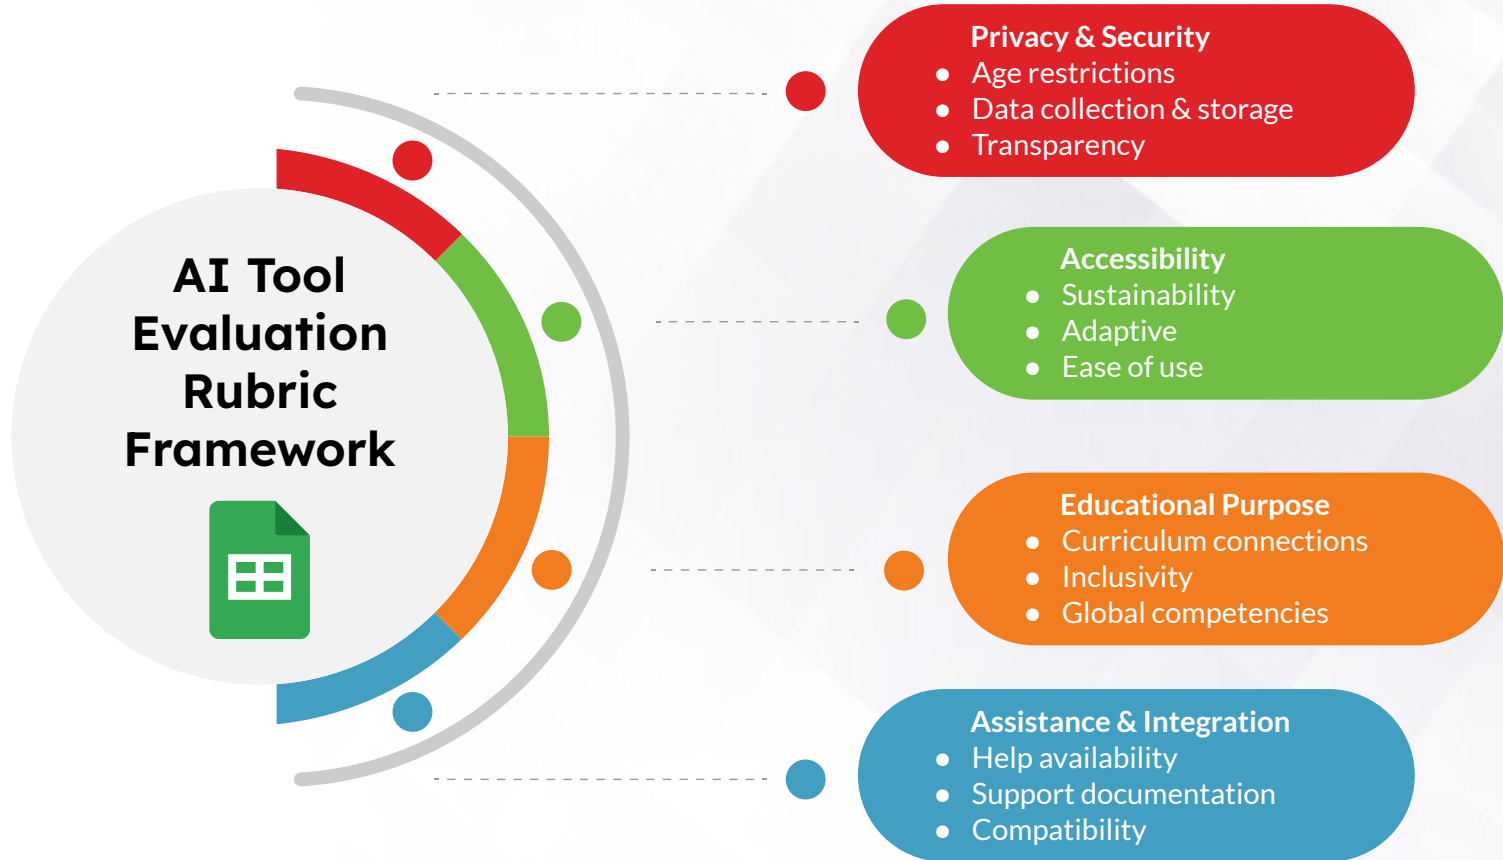 AI Tool
Evaluation
Rubric
Framework
Privacy & Security
● Age restrictions
● Data collection & storage
● Transparency
Accessibility
● Sustainability
● Adaptive
● Ease of use
Educational Purpose
● Curriculum connections
● Inclusivity
● Global competencies
Assistance & Integration
● Help availability
● Support documentation
● Compatibility